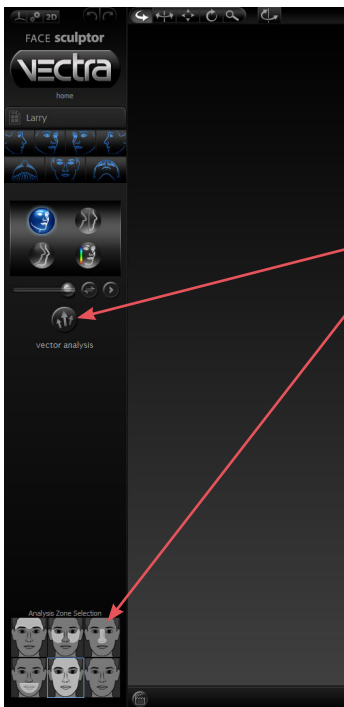 2D
FACE sculptor
VECTRA
home
Larry
vector analysis
Analysis Zone Selection